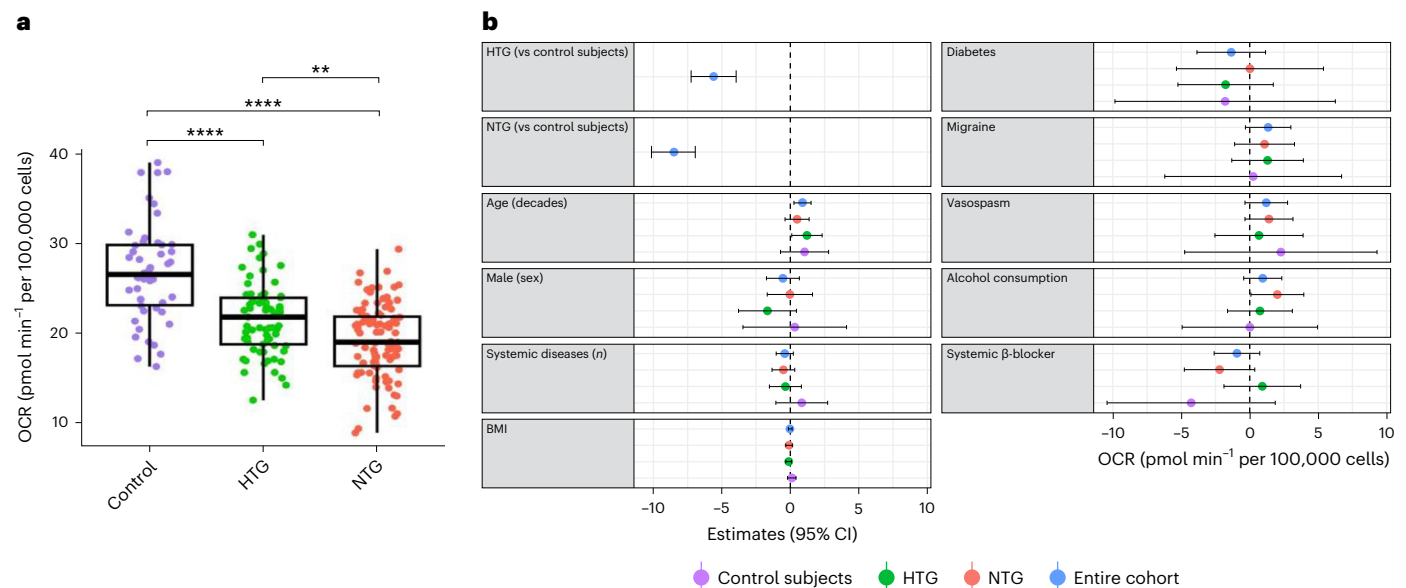 a
**
****
****
OCR (pmol min⁻¹ per 100,000 cells)
40
30
20
10
Control
HTG
NTG
b
HTG (vs control subjects)
NTG (vs control subjects)
Age (decades)
Male (sex)
Systemic diseases (n)
BMI
−10
−5
0
5
10
Estimates (95% CI)
Diabetes
Migraine
Vasospasm
Alcohol consumption
Systemic β-blocker
−10
−5
0
5
10
OCR (pmol min⁻¹ per 100,000 cells)
Control subjects
HTG
NTG
Entire cohort